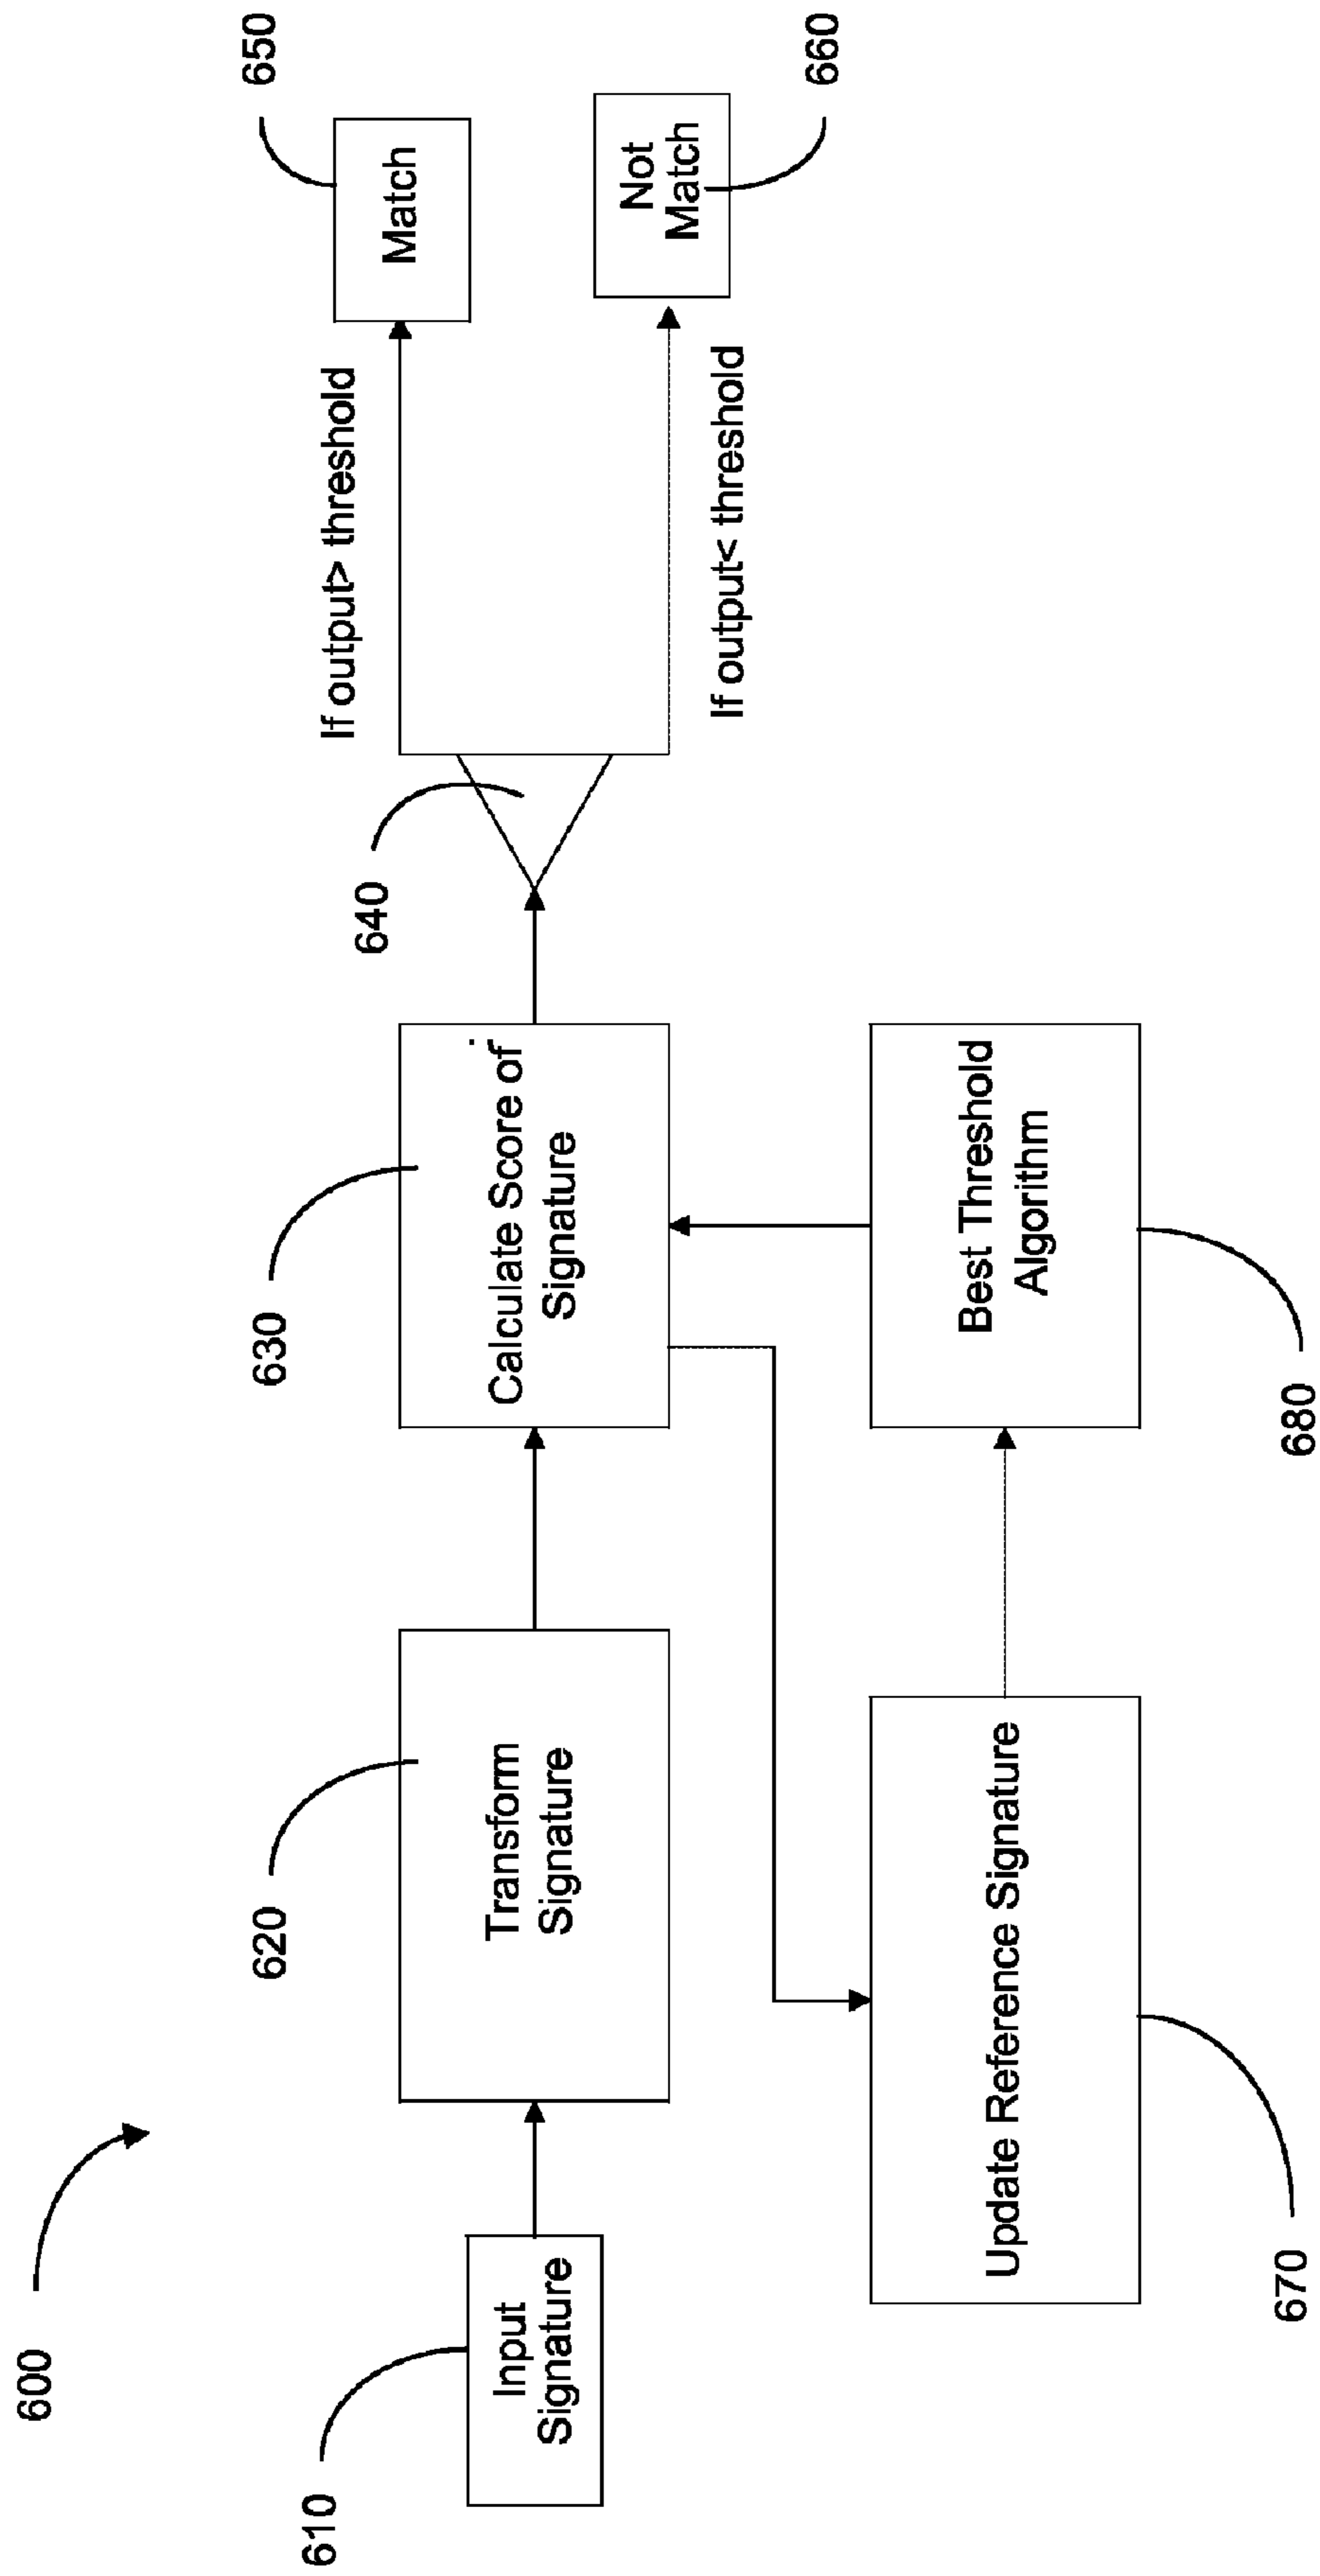 600
610
Input
Signature
620
Transform
Signature
630
Calculate Score of
Signature
640
If output> threshold
650
Match
If output< threshold
660
Not
Match
670
Update Reference Signature
680
Best Threshold
Algorithm